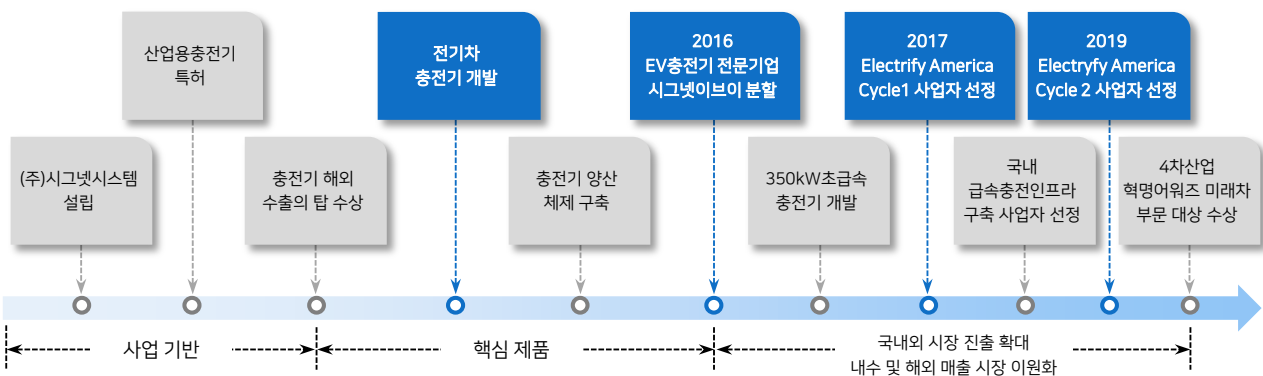 산업용충전기
특허
전기차
충전기 개발
2016
EV충전기 전문기업
시그넷이브이 분할
2017
Electrify America
Cycle1 사업자 선정
2019
Electryfy America
Cycle 2 사업자 선정
(주)시그넷시스템
설립
충전기 해외
수출의 탑 수상
충전기 양산
체제 구축
350kW초급속
충전기 개발
국내
급속충전인프라
구축 사업자 선정
4차산업
혁명어워즈 미래차
부문 대상 수상
사업 기반
핵심 제품
국내외 시장 진출 확대
내수 및 해외 매출 시장 이원화